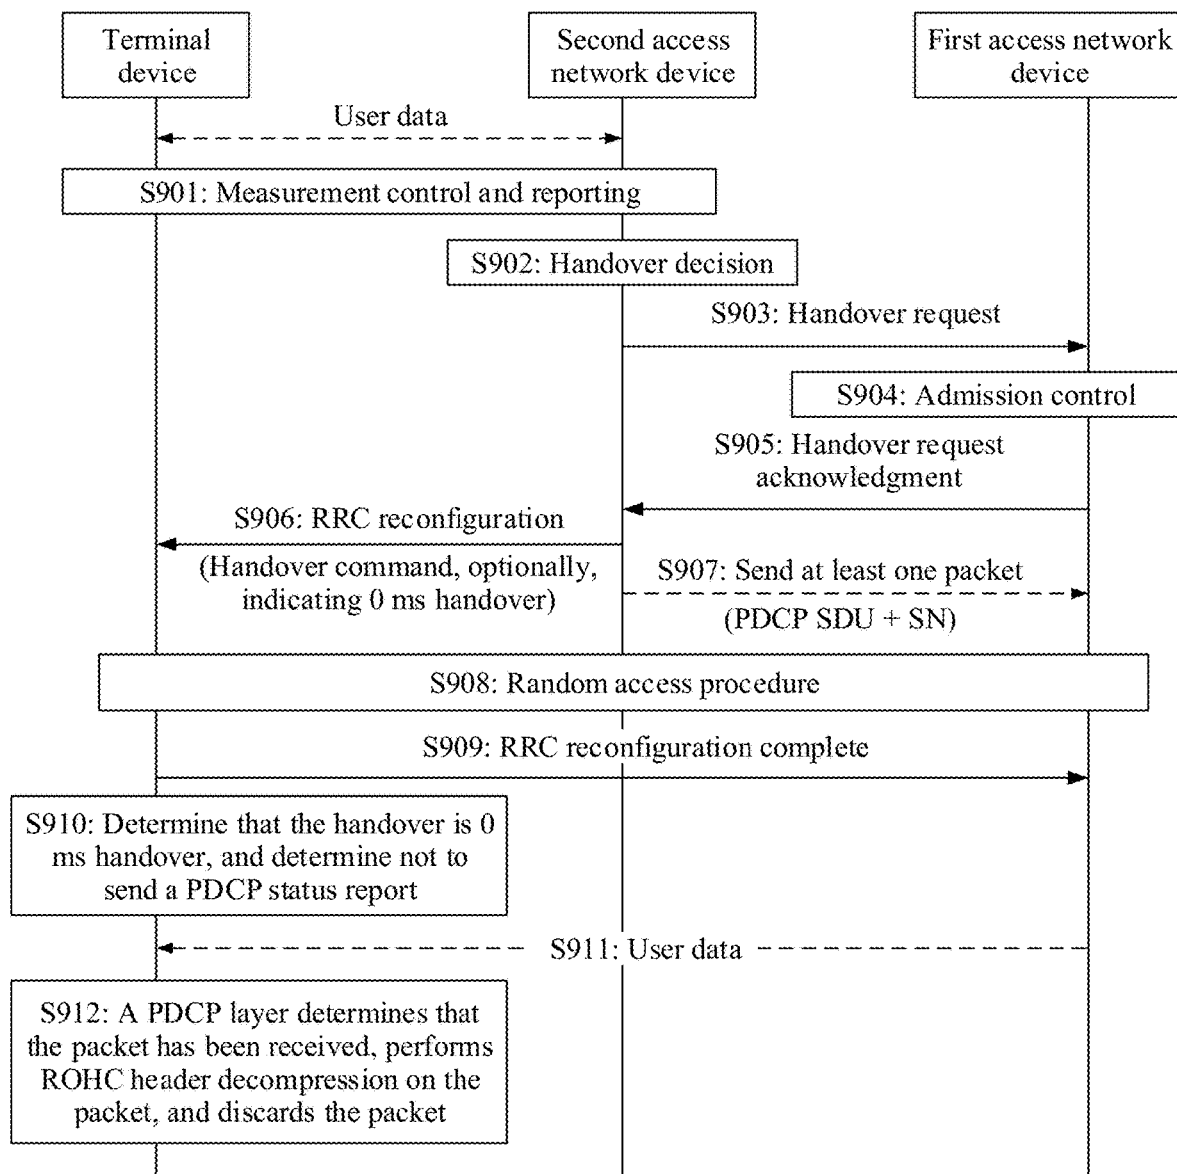 Terminal
device
Second access
network device
First access network
device
User data
S901: Measurement control and reporting
S902: Handover decision
S903: Handover request
S904: Admission control
S905: Handover request
acknowledgment
S906: RRC reconfiguration
(Handover command, optionally,
indicating 0 ms handover)
S907: Send at least one packet
(PDCP SDU + SN)
S908: Random access procedure
S909: RRC reconfiguration complete
S910: Determine that the handover is 0
ms handover, and determine not to
send a PDCP status report
S911: User data
S912: A PDCP layer determines that
the packet has been received, performs
ROHC header decompression on the
packet, and discards the packet